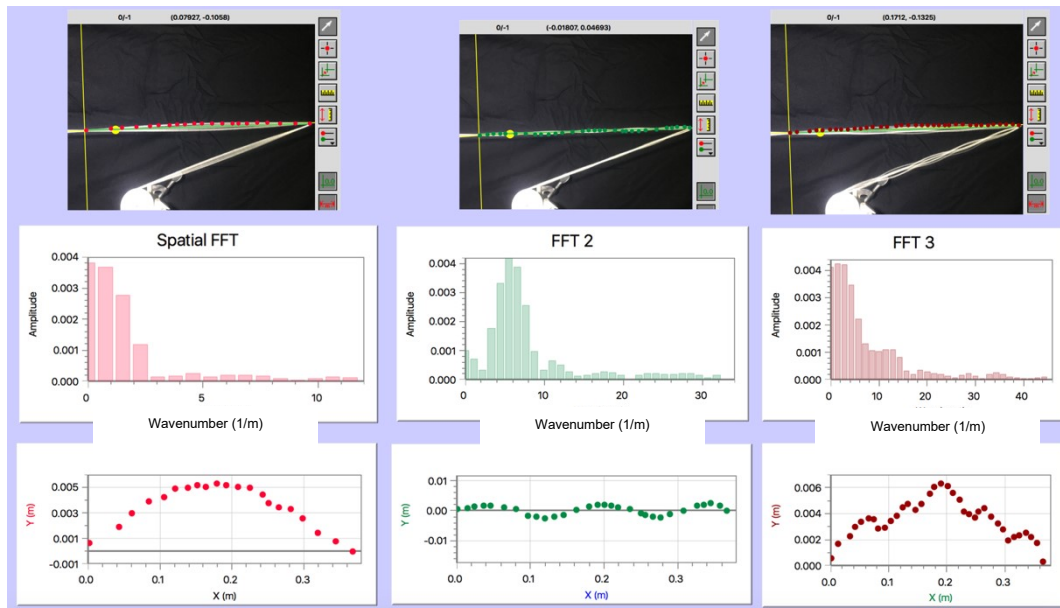 0/-1 (0.07927, -0.1058)
0/-1 (-0.01807, 0.04693)
0/-1 (0.1712, -0.1325)
Spatial FFT
Amplitude
0.004
0.003
0.002
0.001
0.000
0 5 10
Wavenumber (1/m)
FFT 2
Amplitude
0.004
0.003
0.002
0.001
0.000
0 10 20 30
Wavenumber (1/m)
FFT 3
Amplitude
0.004
0.003
0.002
0.001
0.000
0 10 20 30 40
Wavenumber (1/m)
Y (m)
0.005
0.003
0.001
-0.001
0.0 0.1 0.2 0.3
X (m)
Y (m)
0.01
0.00
-0.01
0.0 0.1 0.2 0.3
X (m)
Y (m)
0.006
0.004
0.002
0.000
0.0 0.1 0.2 0.3
X (m)